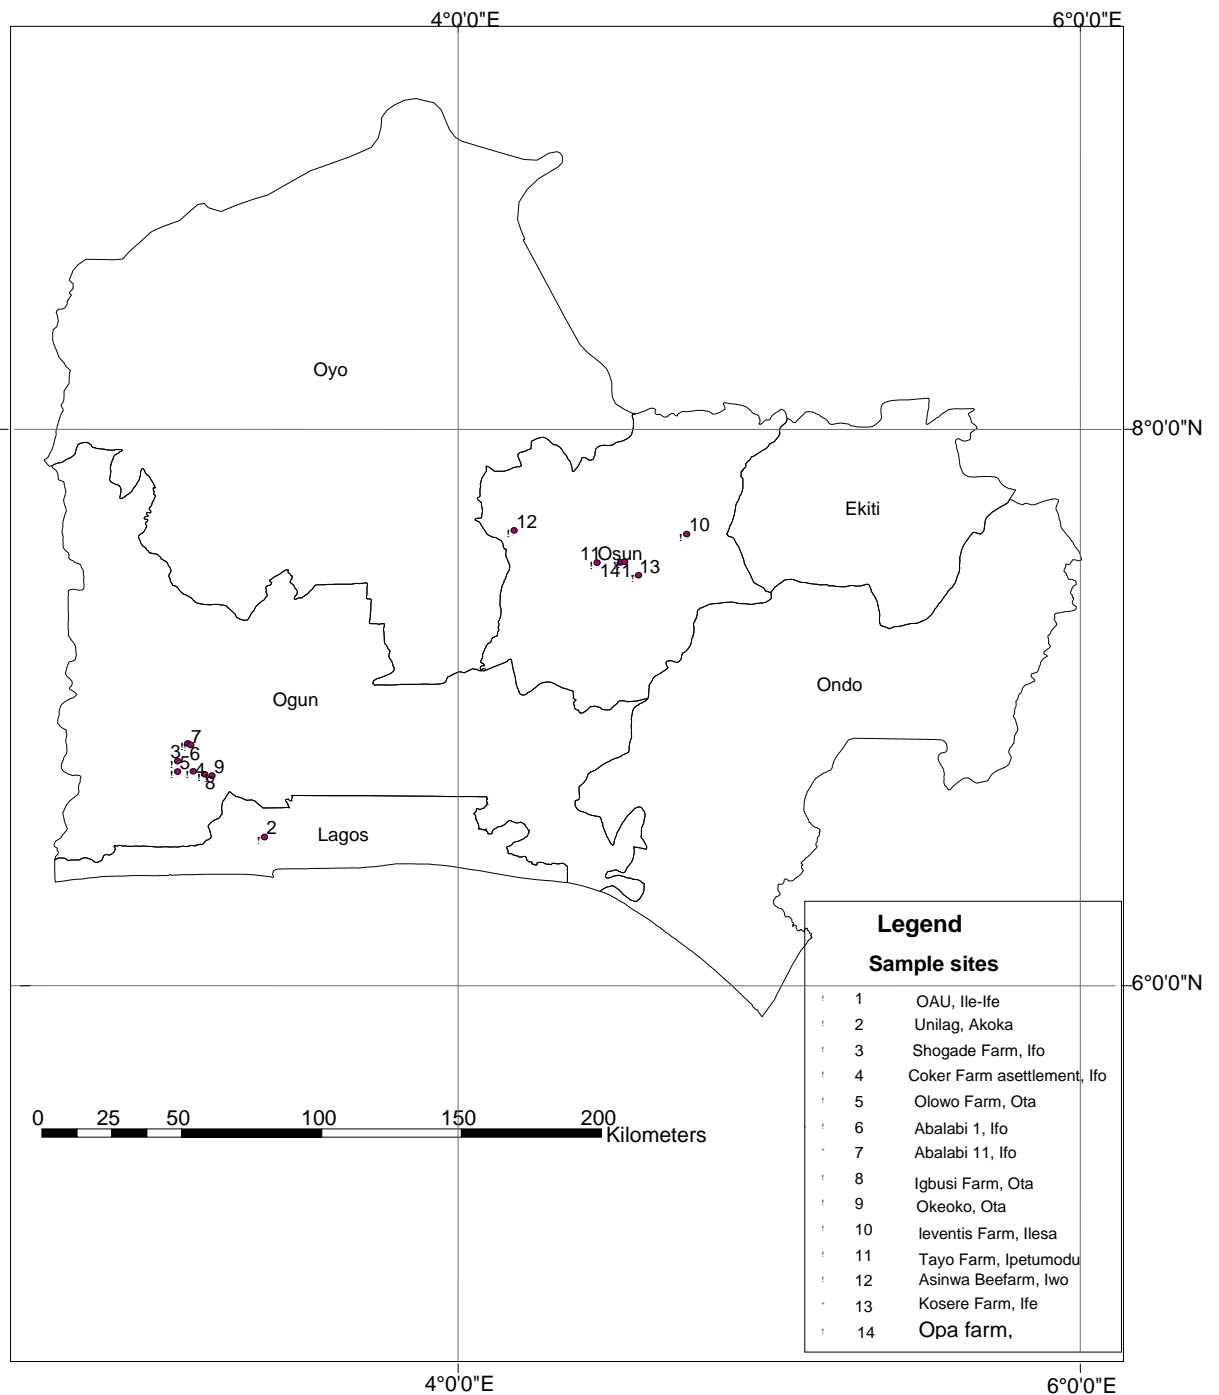 4°0'0"E 6°0'0"E
Oyo
8°0'0"N
Ekiti
12
10
11 Osun
14 1 13
Ondo
Ogun
7
3 6
5 4 9
8
2
Lagos
Legend
Sample sites
6°0'0"N
1 OAU, Ile-Ife
2 Unilag, Akoka
3 Shogade Farm, Ifo
4 Coker Farm asettlement, Ifo
5 Olowo Farm, Ota
6 Abalabi 1, Ifo
7 Abalabi 11, Ifo
8 Igbusi Farm, Ota
9 Okeoko, Ota
10 leventis Farm, Ilesa
11 Tayo Farm, Ipetumodu
12 Asinwa Beefarm, Iwo
13 Kosere Farm, Ife
14 Opa farm,
0 25 50 100 150 200
Kilometers
4°0'0"E 6°0'0"E